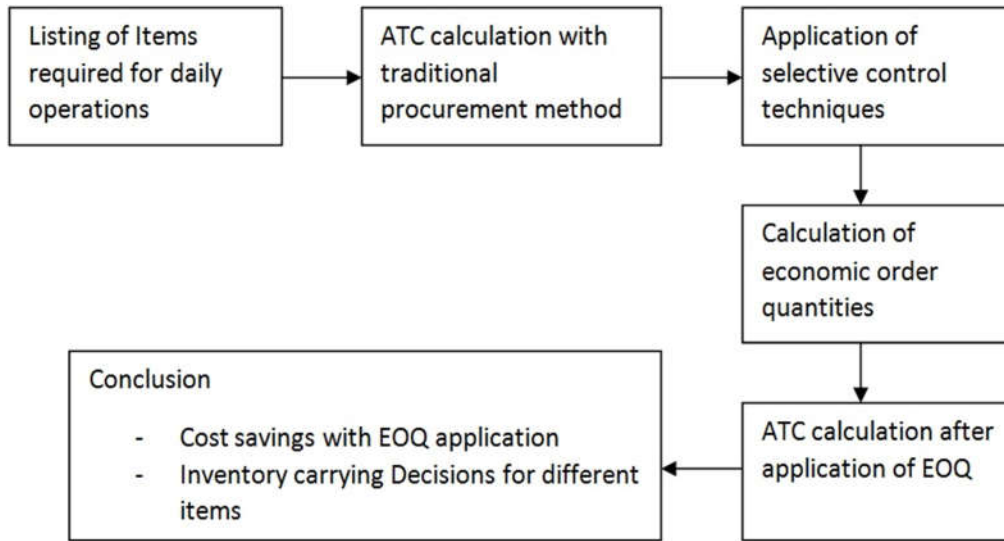 Listing of Items
required for daily
operations
ATC calculation with
traditional
procurement method
Application of
selective control
techniques
Calculation of
economic order
quantities
ATC calculation after
application of EOQ
Conclusion
- Cost savings with EOQ application
- Inventory carrying Decisions for different
items